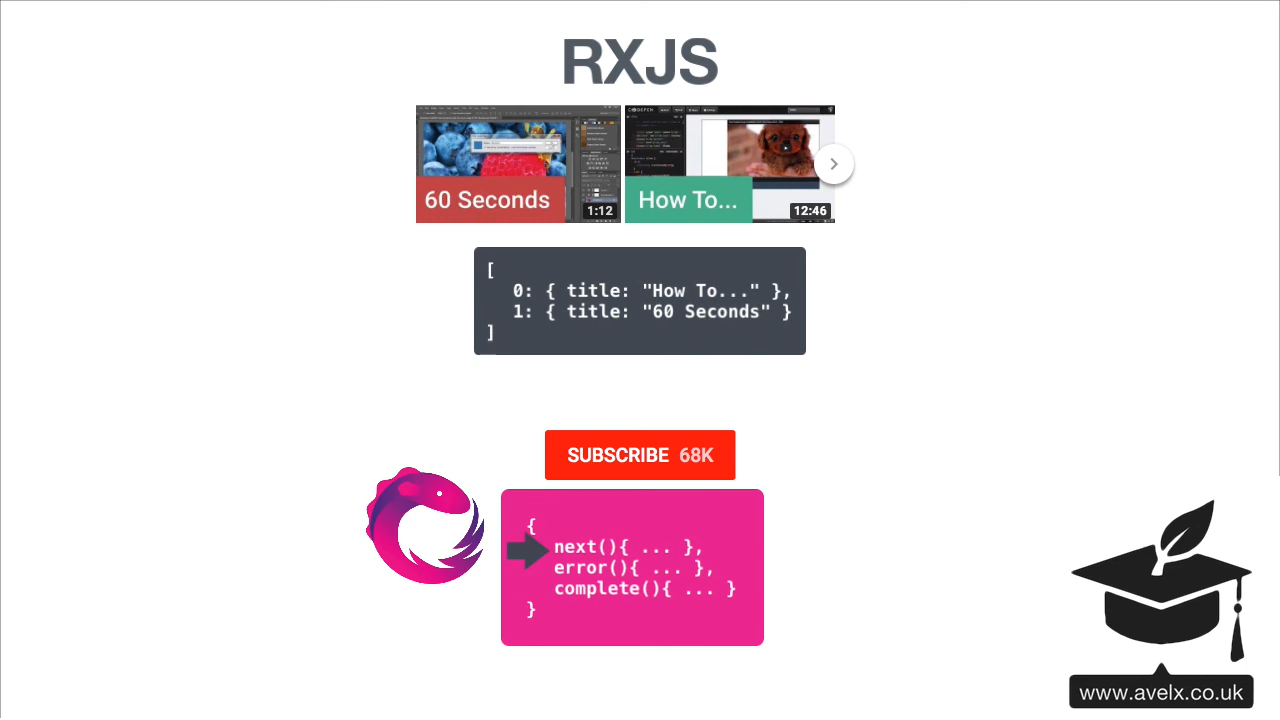 RXJS
CODEPEN
60 Seconds
1:12
How To...
12:46
[
0: { title: "How To..." },
1: { title: "60 Seconds" }
]
SUBSCRIBE 68K
{
next(){ ... },
error(){ ... },
complete(){ ... }
}
www.avelx.co.uk